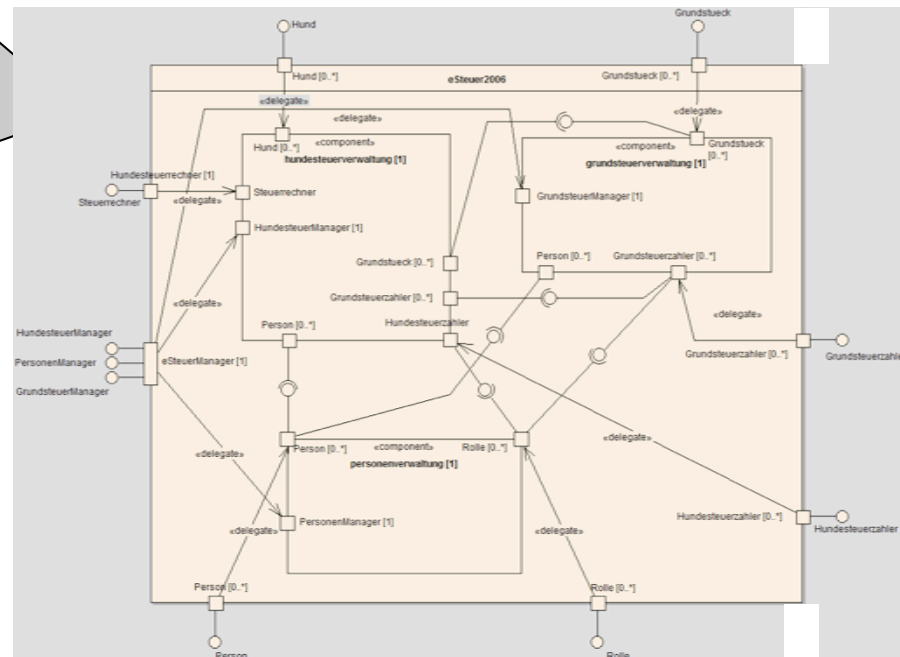 Hund
Grundstueck
Hund [0..*]
eSteuer2006
Grundstueck [0..*]
«delegate»
«delegate»
«delegate»
Hund [0..*]
«component»
hundesteuerverwaltung [1]
«component»
grundsteuerverwaltung [1]
Grundstueck
[0..*]
Hundesteuerrechner [1]
Steuerrechner
«delegate»
Steuerrechner
GrundsteuerManager [1]
HundesteuerManager [1]
Grundstueck [0..*]
Person [0..*]
Grundsteuerzahler [0..*]
Grundsteuerzahler [0..*]
«delegate»
«delegate»
Person [0..*]
Hundesteuerzahler
HundesteuerManager
PersonenManager
GrundsteuerManager
eSteuerManager [1]
Grundsteuerzahler [0..*]
Grundsteuerzahle
«delegate»
Person [0..*]
«component»
Rolle [0..*]
personenverwaltung [1]
«delegate»
PersonenManager [1]
«delegate»
«delegate»
Hundesteuerzahler [0..*]
Hundesteuerzahler
Person [0..*]
Rolle [0..*]
Person
Rolle